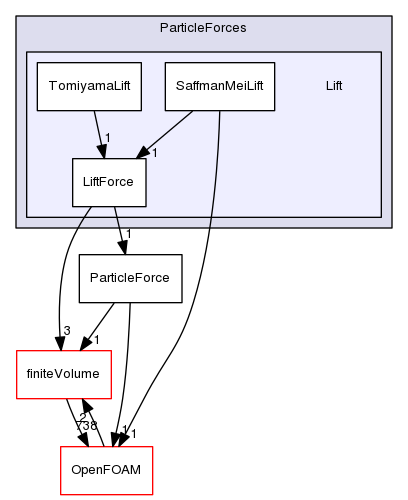 ParticleForces
TomiyamaLift
SaffmanMeiLift
Lift
1
1
LiftForce
1
ParticleForce
3
1
finiteVolume
2
738
1
1
OpenFOAM